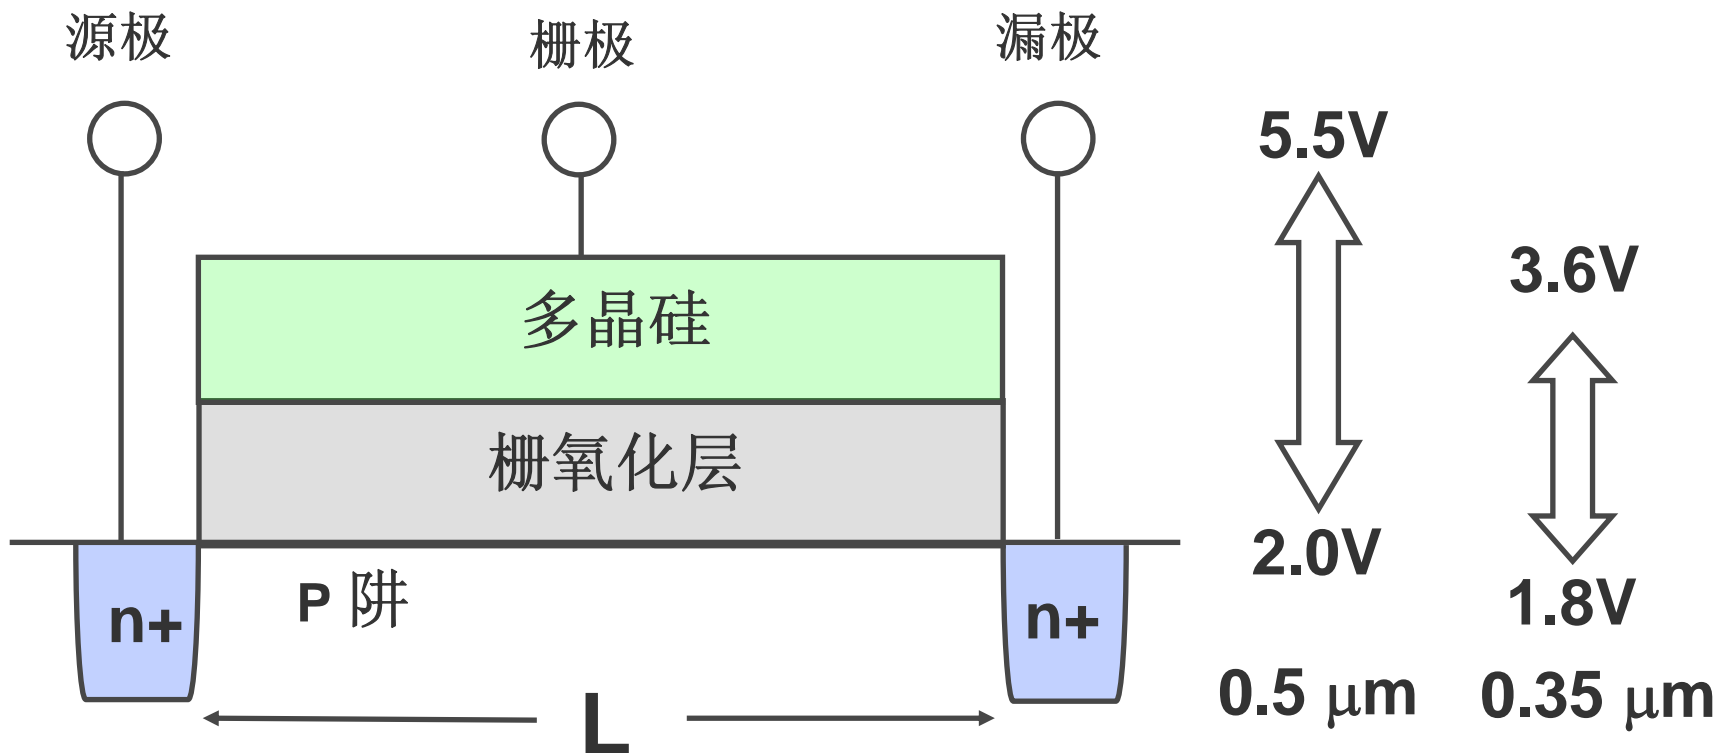 源极
栅极
漏极
5.5V
3.6V
多晶硅
栅氧化层
2.0V
1.8V
P 阱
n+
n+
0.5 μm
0.35 μm
L